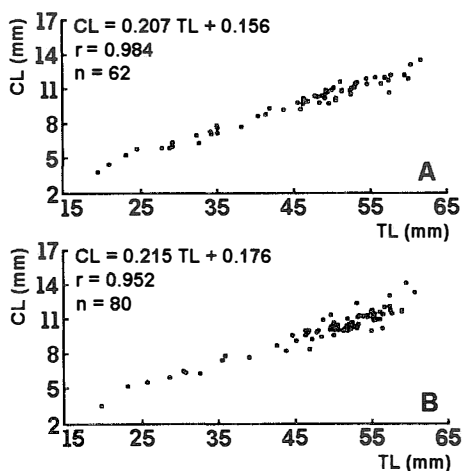 17
CL = 0.207 TL + 0.156
14
r = 0.984
n = 62
11
CL (mm)
8
5
A
2
15 25 35 45 55 65
TL (mm)
17
CL = 0.215 TL + 0.176
14
r = 0.952
n = 80
11
CL (mm)
8
5
B
2
15 25 35 45 55 65
TL (mm)